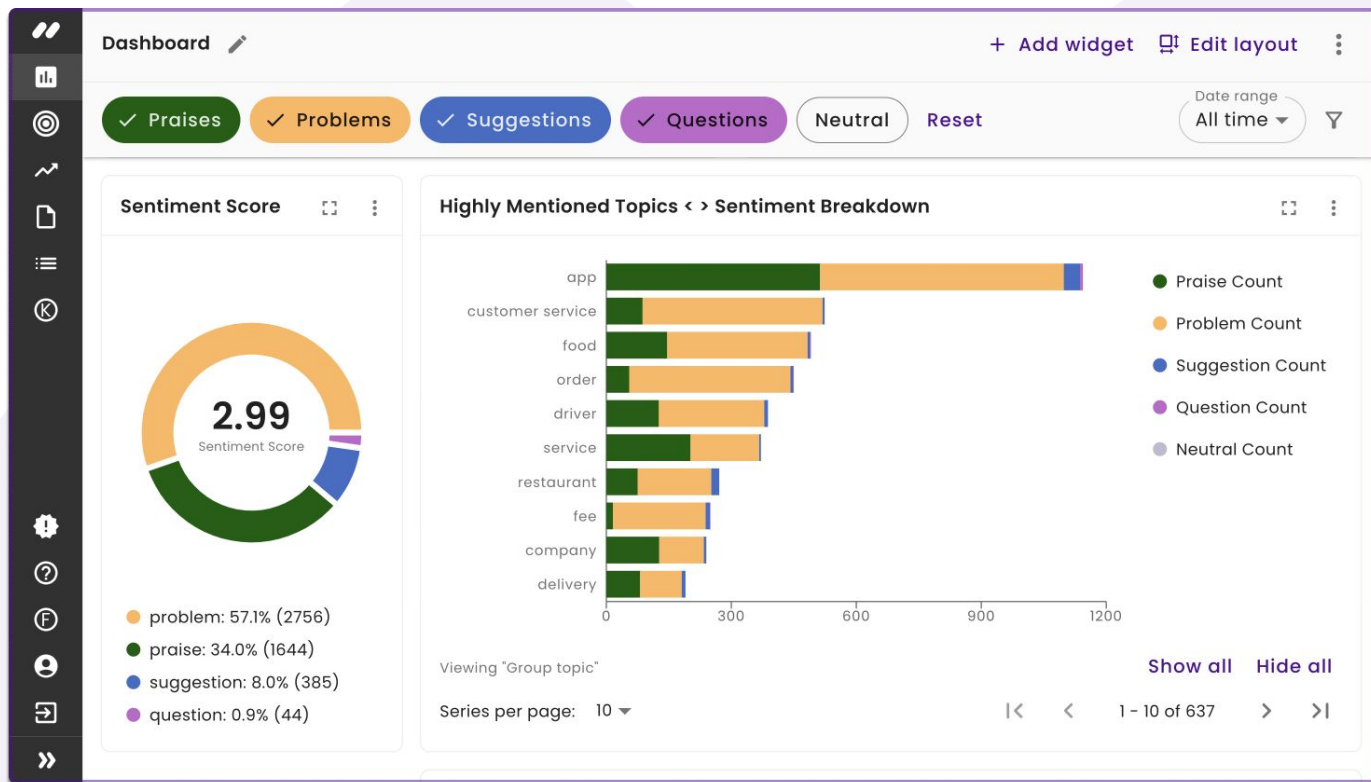 Dashboard
+ Add widget
Edit layout
Praises
Problems
Suggestions
Questions
Neutral
Reset
Date range
All time
Sentiment Score
2.99
Sentiment Score
problem: 57.1% (2756)
praise: 34.0% (1644)
suggestion: 8.0% (385)
question: 0.9% (44)
Highly Mentioned Topics < > Sentiment Breakdown
app
customer service
food
order
driver
service
restaurant
fee
company
delivery
0 300 600 900 1200
Praise Count
Problem Count
Suggestion Count
Question Count
Neutral Count
Viewing "Group topic"
Show all Hide all
Series per page: 10
1 - 10 of 637
K
F